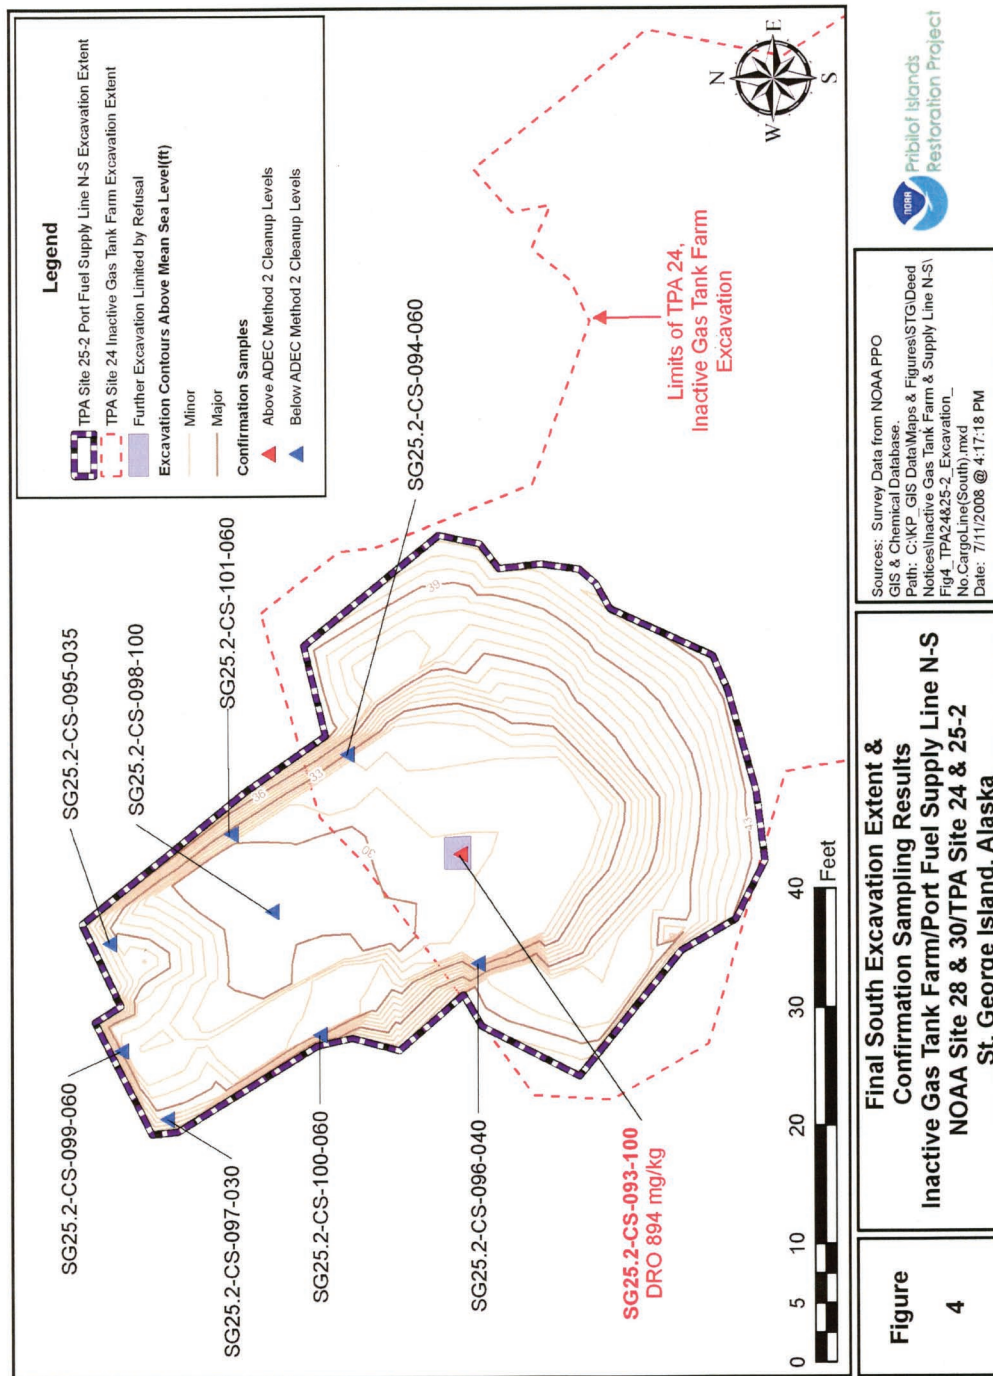 Legend
TPA Site 25-2 Port Fuel Supply Line N-S Excavation Extent
TPA Site 24 Inactive Gas Tank Farm Excavation Extent
Further Excavation Limited by Refusal
Excavation Contours Above Mean Sea Level(ft)
Minor
Major
Confirmation Samples
Above ADEC Method 2 Cleanup Levels
Below ADEC Method 2 Cleanup Levels
SG25.2-CS-099-060
SG25.2-CS-095-035
SG25.2-CS-098-100
SG25.2-CS-101-060
SG25.2-CS-097-030
SG25.2-CS-100-060
SG25.2-CS-094-060
SG25.2-CS-096-040
SG25.2-CS-093-100
DRO 894 mg/kg
36
33
30
39
43
Limits of TPA 24,
Inactive Gas Tank Farm
Excavation
N
W
E
S
0
5
10
20
30
40
Feet
Figure
4
Final South Excavation Extent &
Confirmation Sampling Results
Inactive Gas Tank Farm/Port Fuel Supply Line N-S
NOAA Site 28 & 30/TPA Site 24 & 25-2
St. George Island, Alaska
Sources: Survey Data from NOAA PPO
GIS & Chemical Database.
Path: C:\KP_GIS Data\Maps & Figures\STG\Deed
Notices\Inactive Gas Tank Farm & Supply Line N-S\
Fig4_TPA24&25-2_Excavation_
No.CargoLine(South).mxd
Date: 7/11/2008 @ 4:17:18 PM
NOAA
Pribilof Islands
Restoration Project